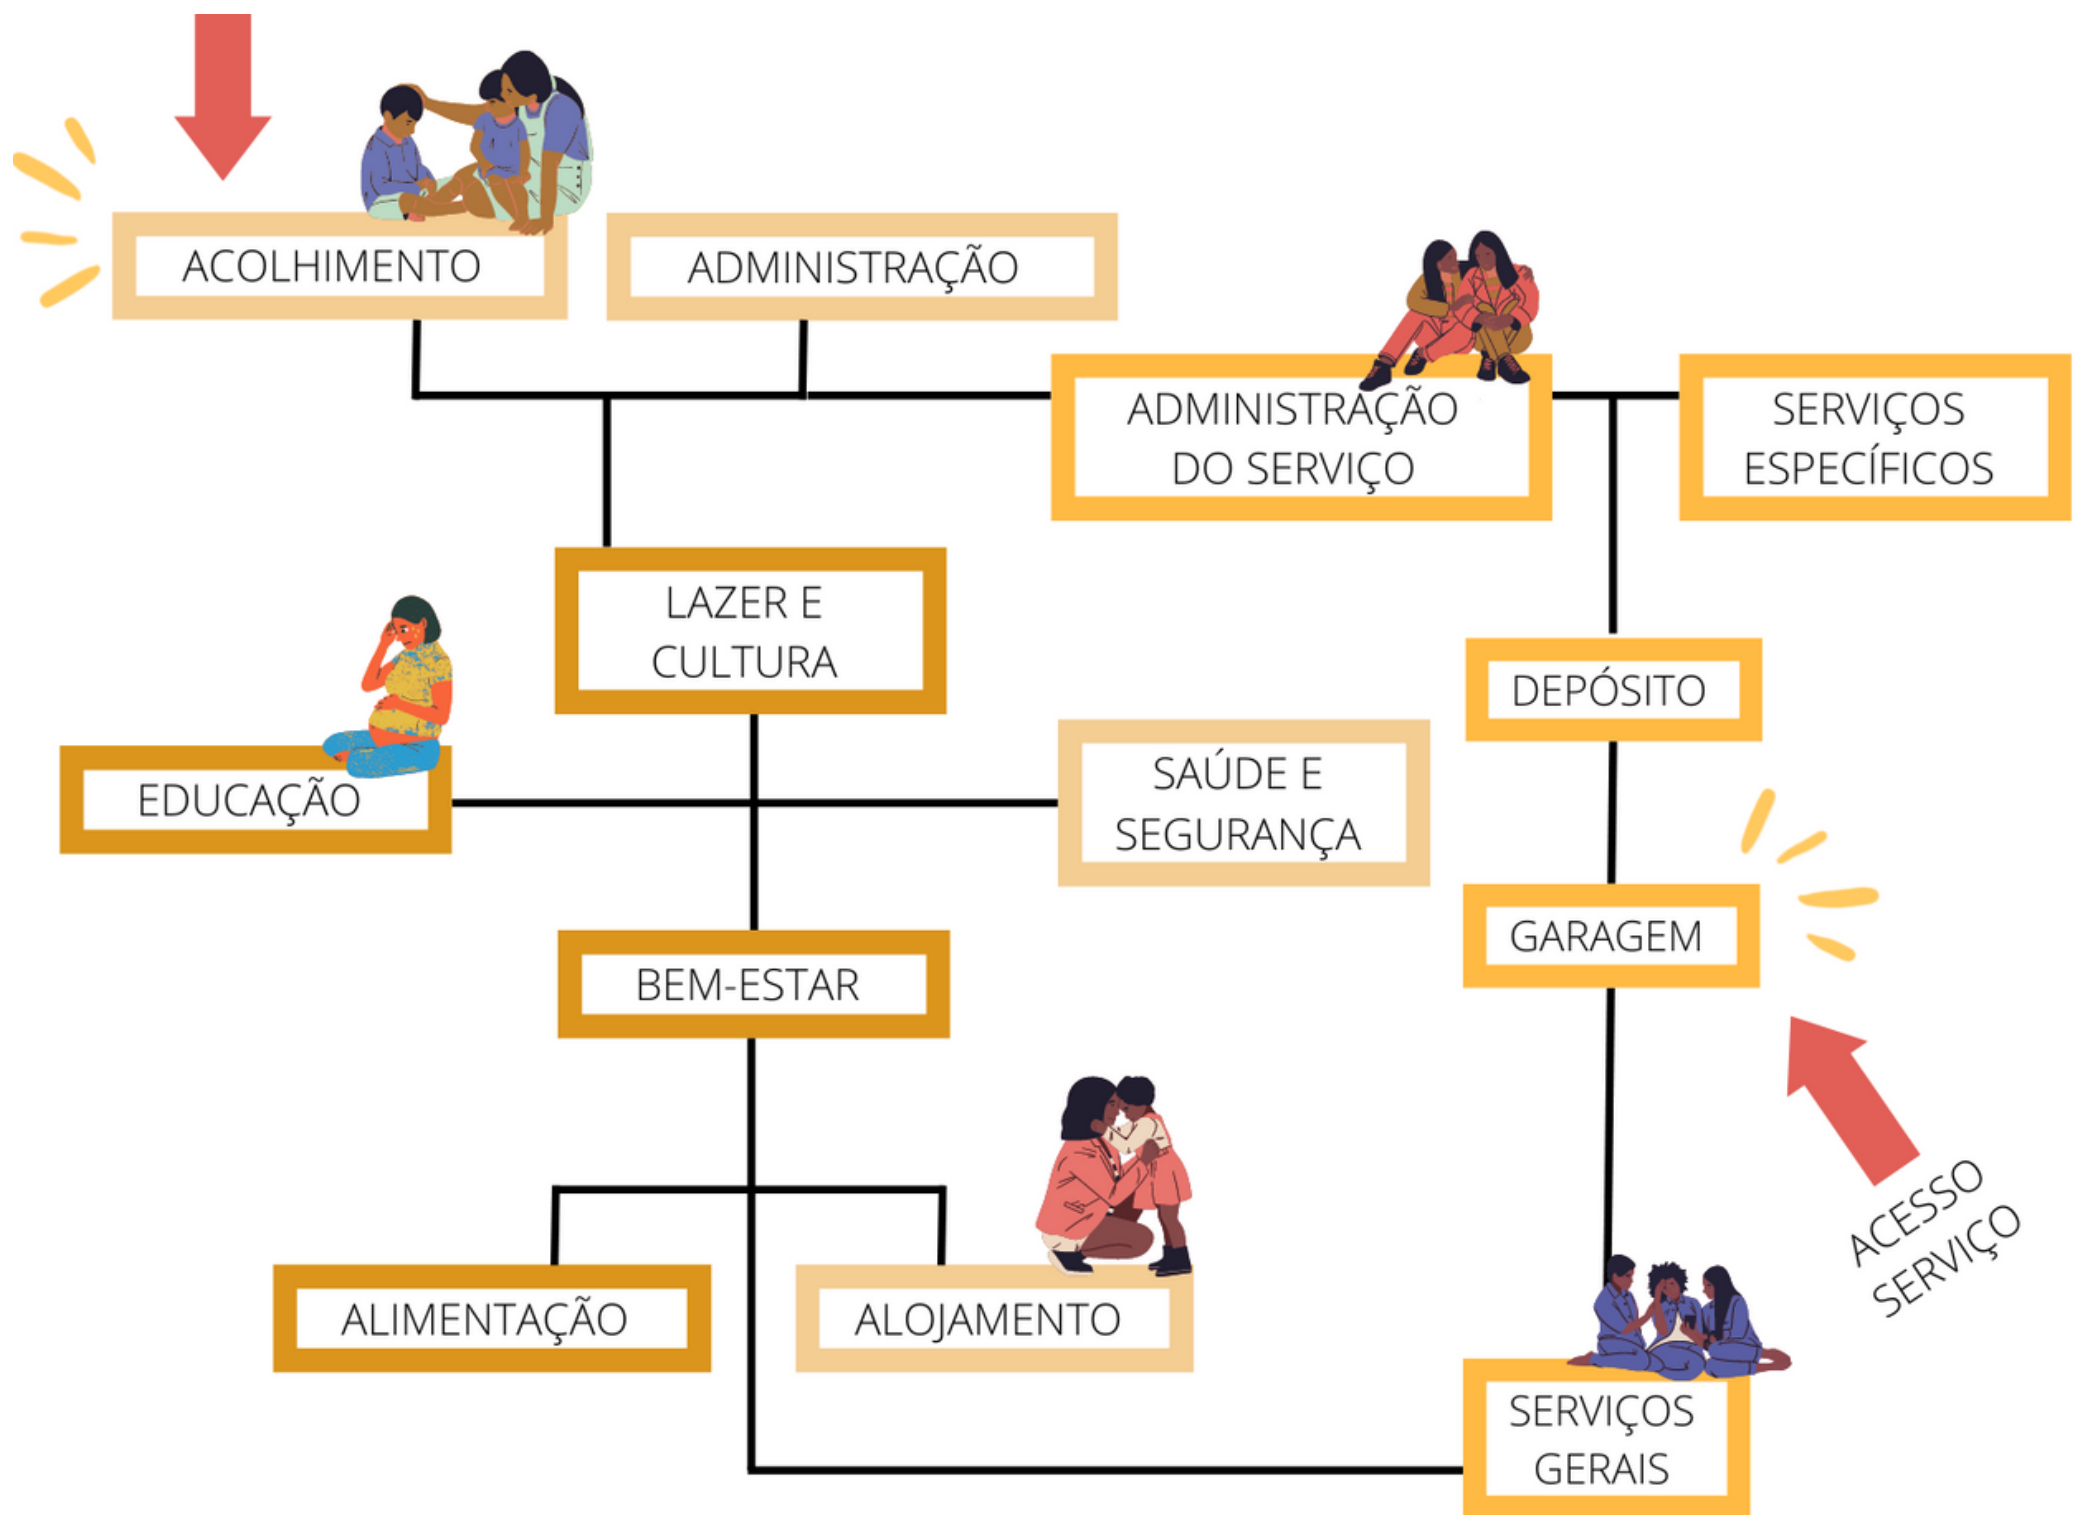 ACOLHIMENTO
ADMINISTRAÇÃO
ADMINISTRAÇÃO
DO SERVIÇO
SERVIÇOS
ESPECÍFICOS
LAZER E
CULTURA
DEPÓSITO
EDUCAÇÃO
SAÚDE E
SEGURANÇA
GARAGEM
BEM-ESTAR
ACESSO
SERVIÇO
ALIMENTAÇÃO
ALOJAMENTO
SERVIÇOS
GERAIS